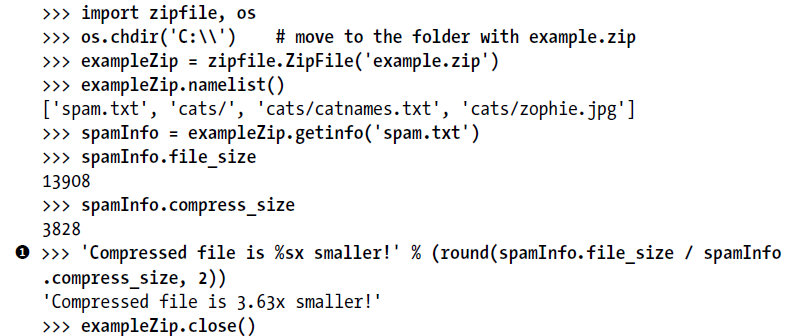 >>> import zipfile, os
>>> os.chdir('C:\\')    # move to the folder with example.zip
>>> exampleZip = zipfile.ZipFile('example.zip')
>>> exampleZip.namelist()
['spam.txt', 'cats/', 'cats/catnames.txt', 'cats/zophie.jpg']
>>> spamInfo = exampleZip.getinfo('spam.txt')
>>> spamInfo.file_size
13908
>>> spamInfo.compress_size
3828
❶ >>> 'Compressed file is %sx smaller!' % (round(spamInfo.file_size / spamInfo
.compress_size, 2))
'Compressed file is 3.63x smaller!'
>>> exampleZip.close()